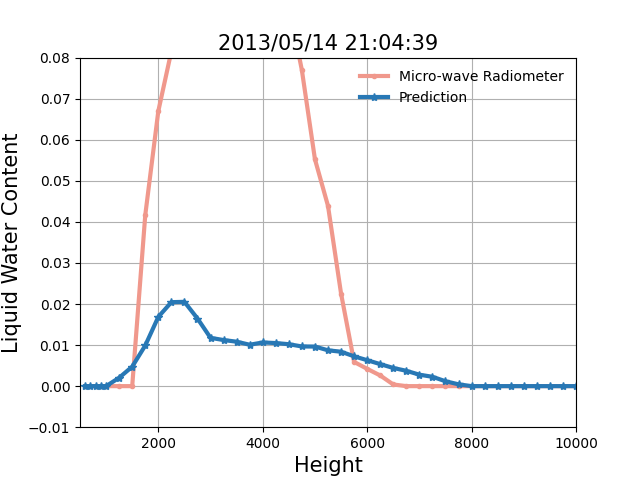 2013/05/14 21:04:39
Liquid Water Content
0.08
0.07
0.06
0.05
0.04
0.03
0.02
0.01
0.00
−0.01
Micro-wave Radiometer
Prediction
2000 4000 6000 8000 10000
Height